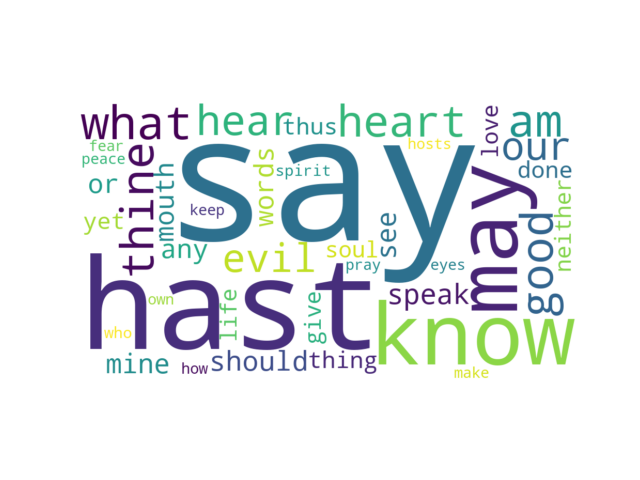 what hear thus heart love am
fear say hosts our
peace thine words spirit done
or mouth keep may good neither
yet any evil soul see
hast pray eyes
own life give speak know
who
mine how should thing make